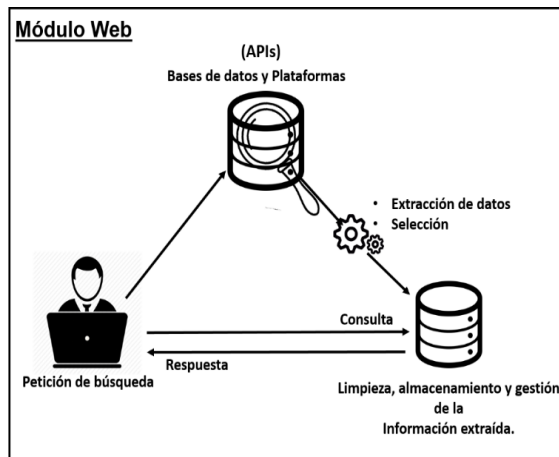 Módulo Web
(APIs)
Bases de datos y Plataformas
• Extracción de datos
• Selección
Consulta
Respuesta
Petición de búsqueda
Limpieza, almacenamiento y gestión
de la
Información extraída.